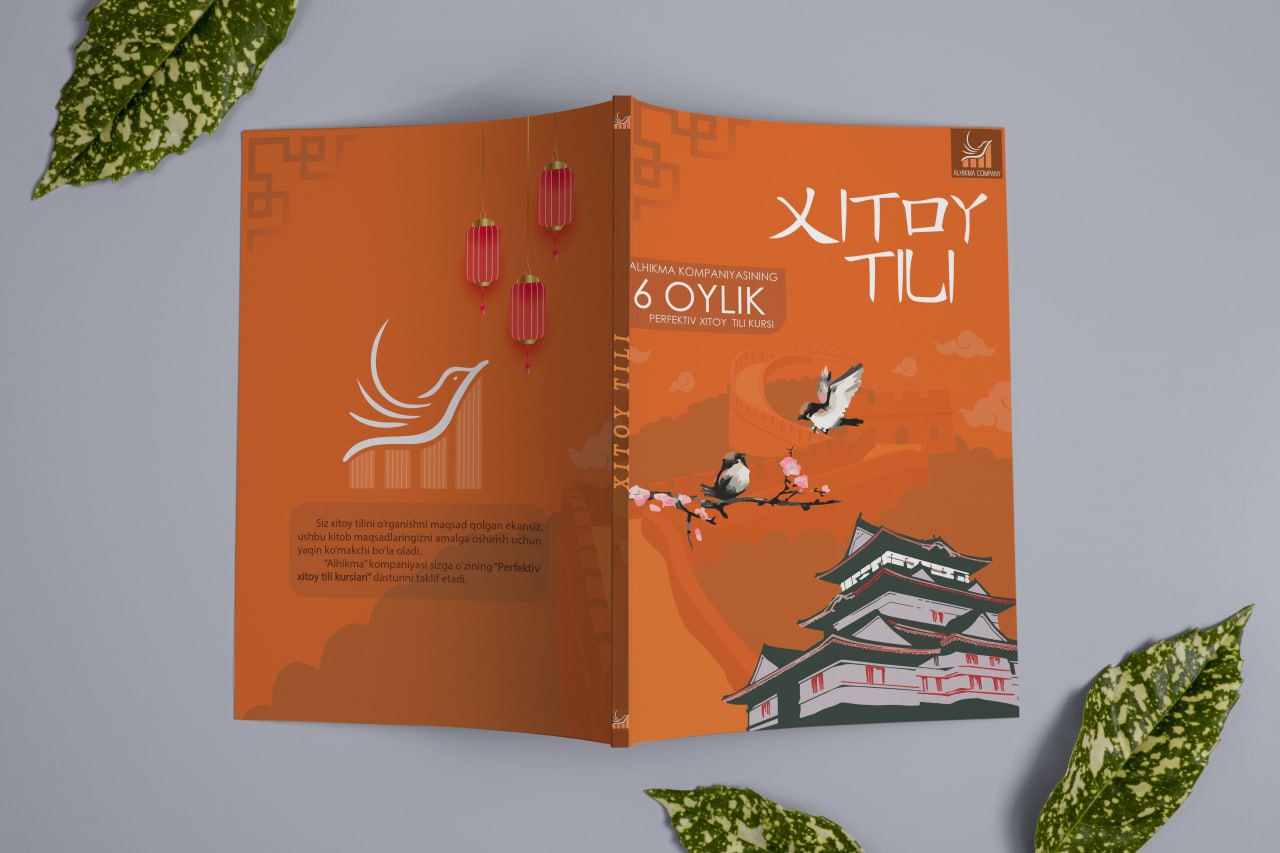 Siz xitoy tilini o'rganishni maqsad qolgan ekansiz,
ushbu kitob maqsadlaringizni amalga oshirish uchun
yaqin ko'makchi bo'la oladi.
"Alhikma" kompaniyasi sizga o'zining "Perfektiv
xitoy tili kurslari" dasturini taklif etadi.
XITOY TILI
ALHIKMA COMPANY
XITOY
TILI
ALHIKMA KOMPANIYASINING
6 OYLIK
PERFEKTIV XITOY TILI KURSI